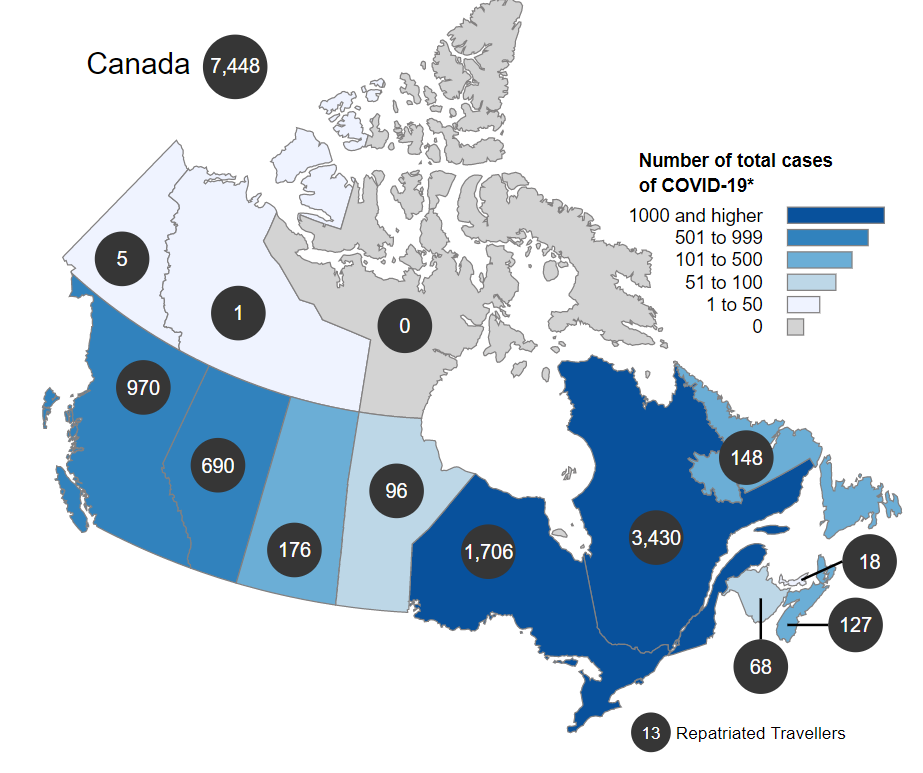 Canada 7,448
Number of total cases
of COVID-19*
1000 and higher
501 to 999
101 to 500
51 to 100
1 to 50
0
5
1
0
970
690
176
96
1,706
3,430
148
18
127
68
13 Repatriated Travellers